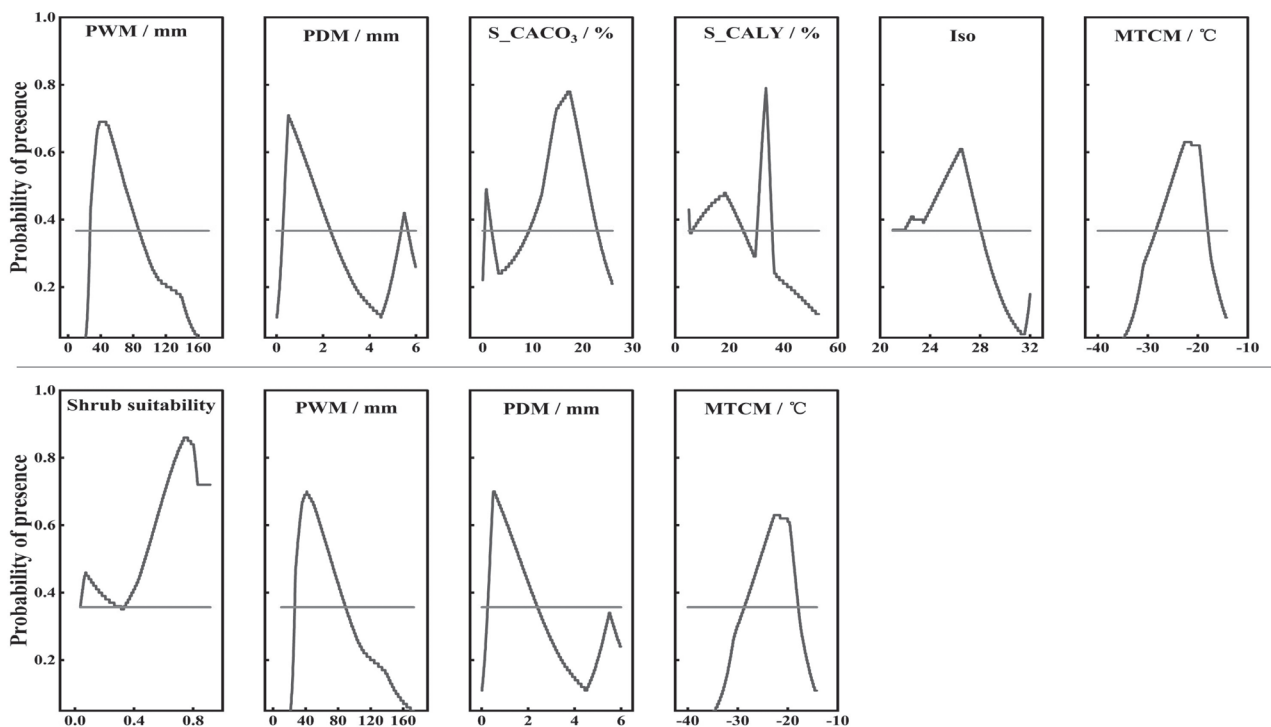 PWM / mm
PDM / mm
S_CACO₃ / %
S_CALY / %
Iso
MTCM / ℃
Probability of presence
1.0
0.8
0.6
0.4
0.2
0 40 80 120 160
0 2 4 6
0 10 20 30
0 20 40 60
20 24 28 32
-40 -30 -20 -10
Shrub suitability
PWM / mm
PDM / mm
MTCM / ℃
Probability of presence
1.0
0.8
0.6
0.4
0.2
0.0 0.4 0.8
0 40 80 120 160
0 2 4 6
-40 -30 -20 -10